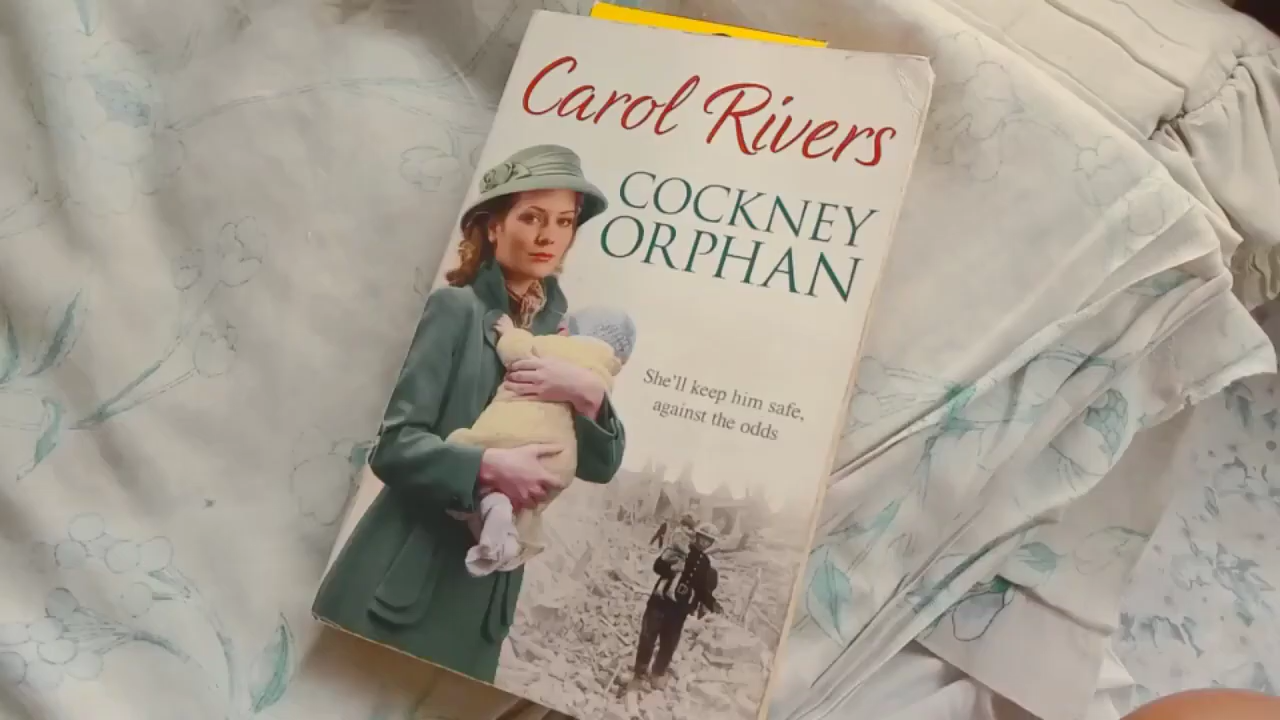 Carol Rivers
COCKNEY
ORPHAN
She'll keep him safe,
against the odds